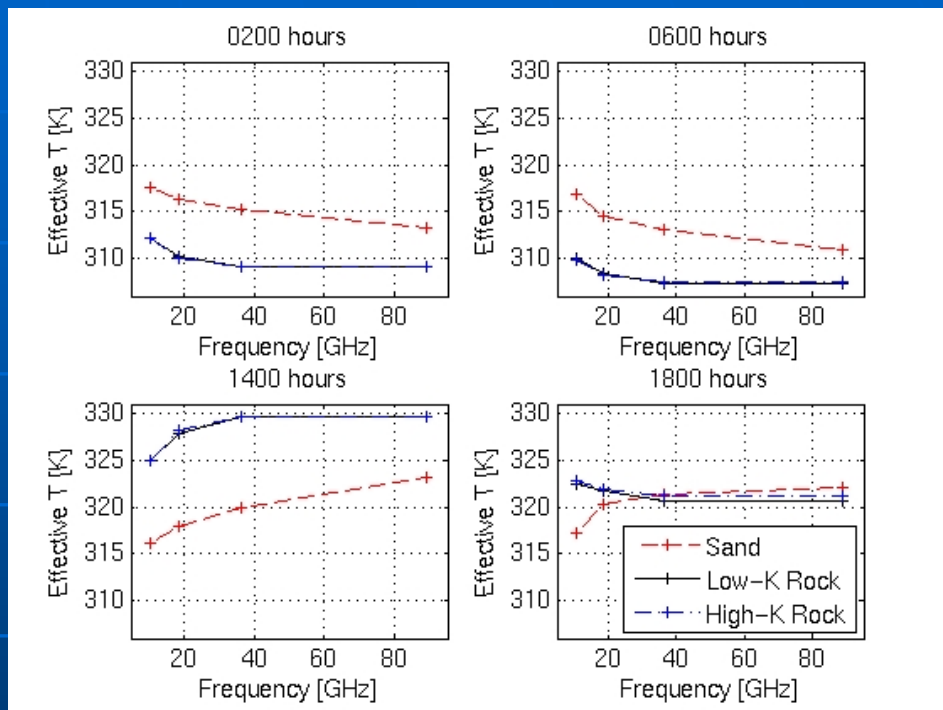 0200 hours
330
325
320
315
310
Effective T [K]
20 40 60 80
Frequency [GHz]
0600 hours
330
325
320
315
310
Effective T [K]
20 40 60 80
Frequency [GHz]
1400 hours
330
325
320
315
310
Effective T [K]
20 40 60 80
Frequency [GHz]
1800 hours
330
325
320
315
310
Effective T [K]
Sand
Low-K Rock
High-K Rock
20 40 60 80
Frequency [GHz]